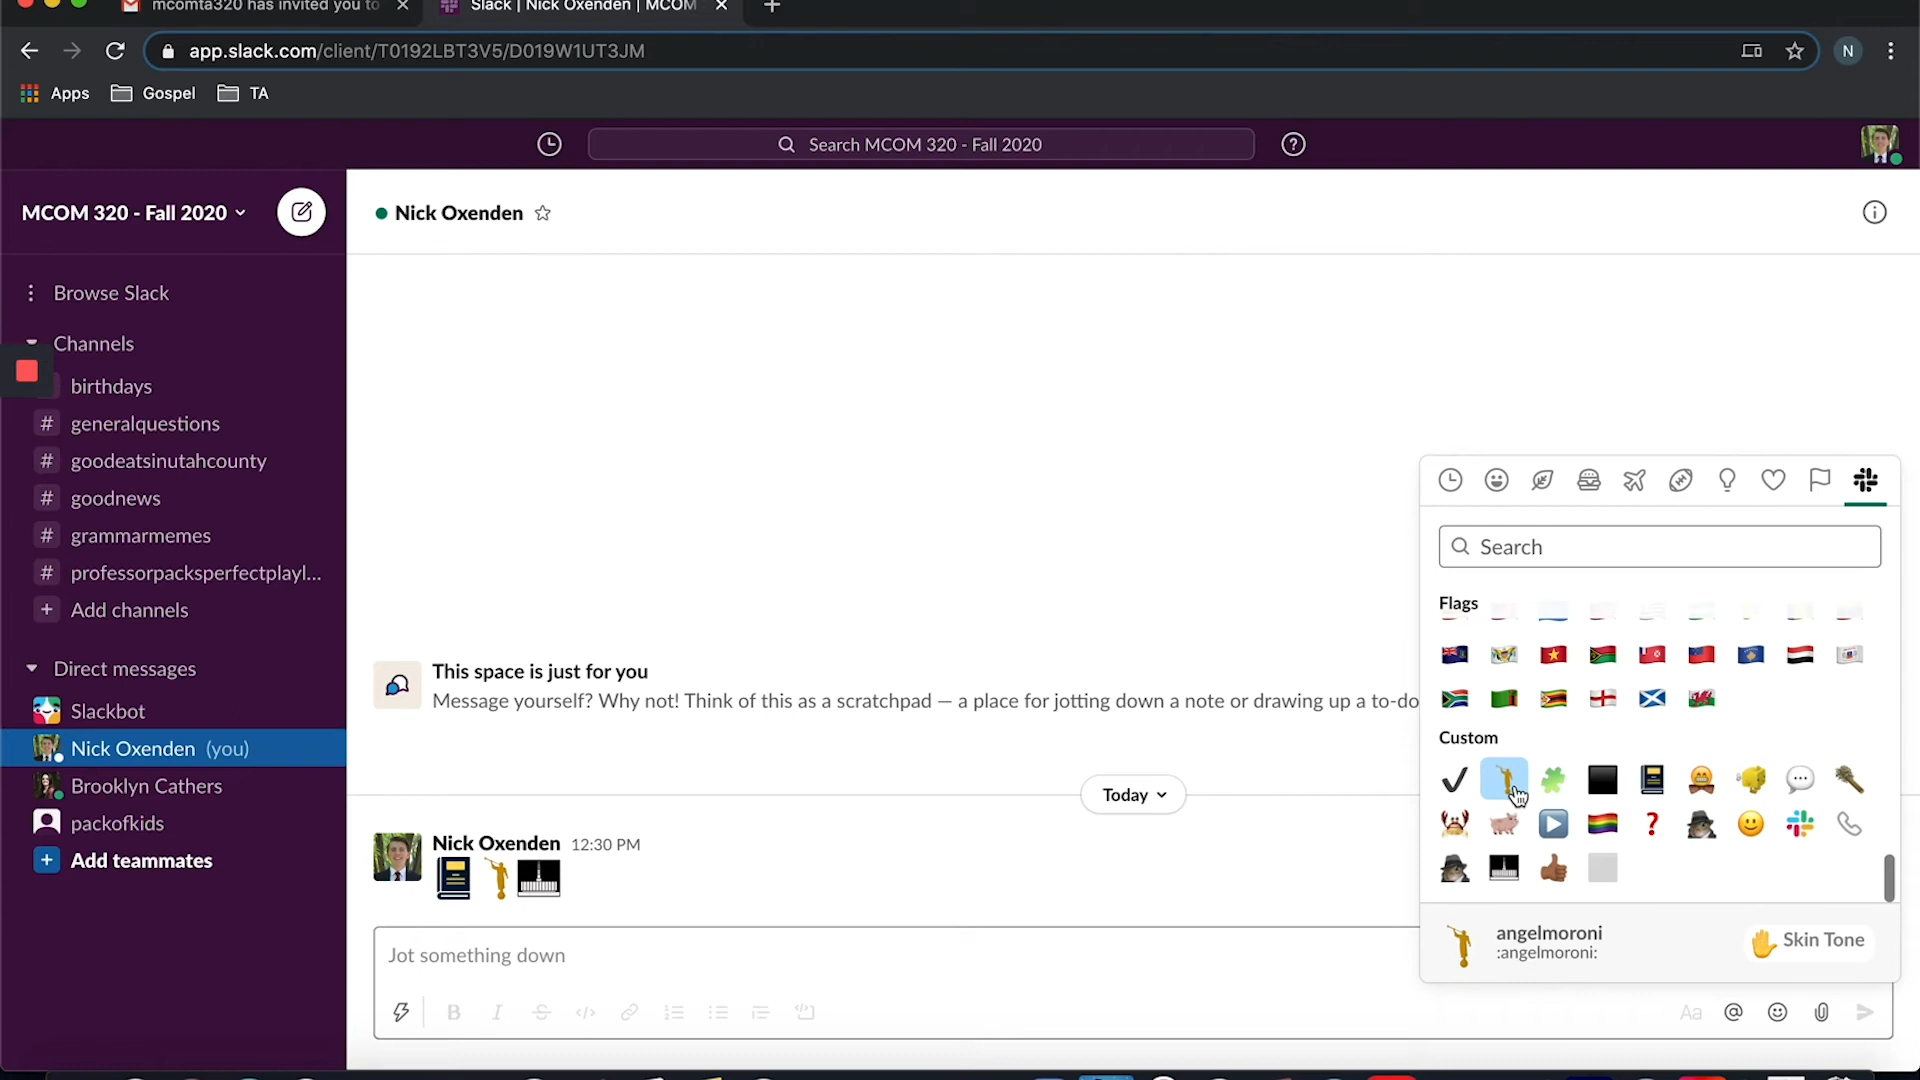 mcomta320 has invited you to
Slack | Nick Oxenden | MCOM
app.slack.com/client/T0192LBT3V5/D019W1UT3JM
N
Apps
Gospel
TA
Search MCOM 320 - Fall 2020
MCOM 320 - Fall 2020
Nick Oxenden
Browse Slack
Channels
birthdays
# generalquestions
# goodeatsinutahcounty
# goodnews
# grammarmemes
# professorpacksperfectplayl...
+ Add channels
Direct messages
Slackbot
Nick Oxenden (you)
Brooklyn Cathers
packofkids
+ Add teammates
This space is just for you
Message yourself? Why not! Think of this as a scratchpad — a place for jotting down a note or drawing up a to-do
Today
Nick Oxenden 12:30 PM
Jot something down
B I S
Aa @
Search
Flags
Custom
angelmoroni
:angelmoroni:
Skin Tone